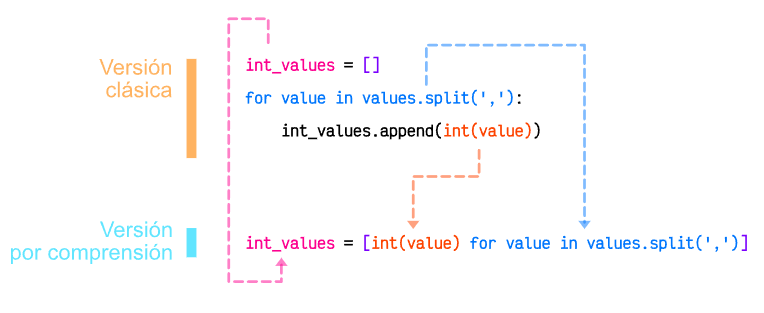 Versión
clásica
int_values = []
for value in values.split(','):
    int_values.append(int(value))
Versión
por comprensión
int_values = [int(value) for value in values.split(',')]